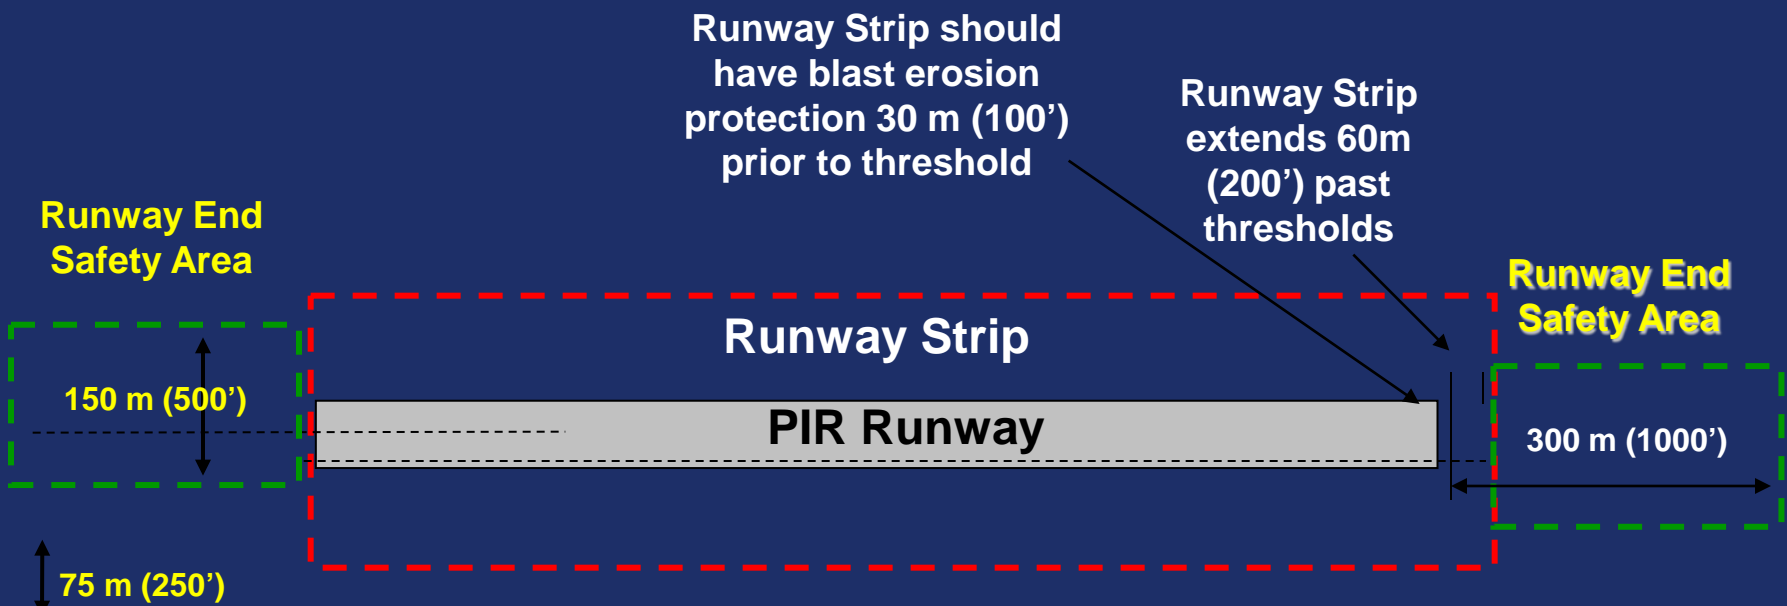 Runway Strip should
have blast erosion
protection 30 m (100’)
prior to threshold
Runway Strip
extends 60m
(200’) past
thresholds
Runway End
Safety Area
Runway End
Safety Area
Runway Strip
150 m (500’)
PIR Runway
300 m (1000’)
75 m (250’)